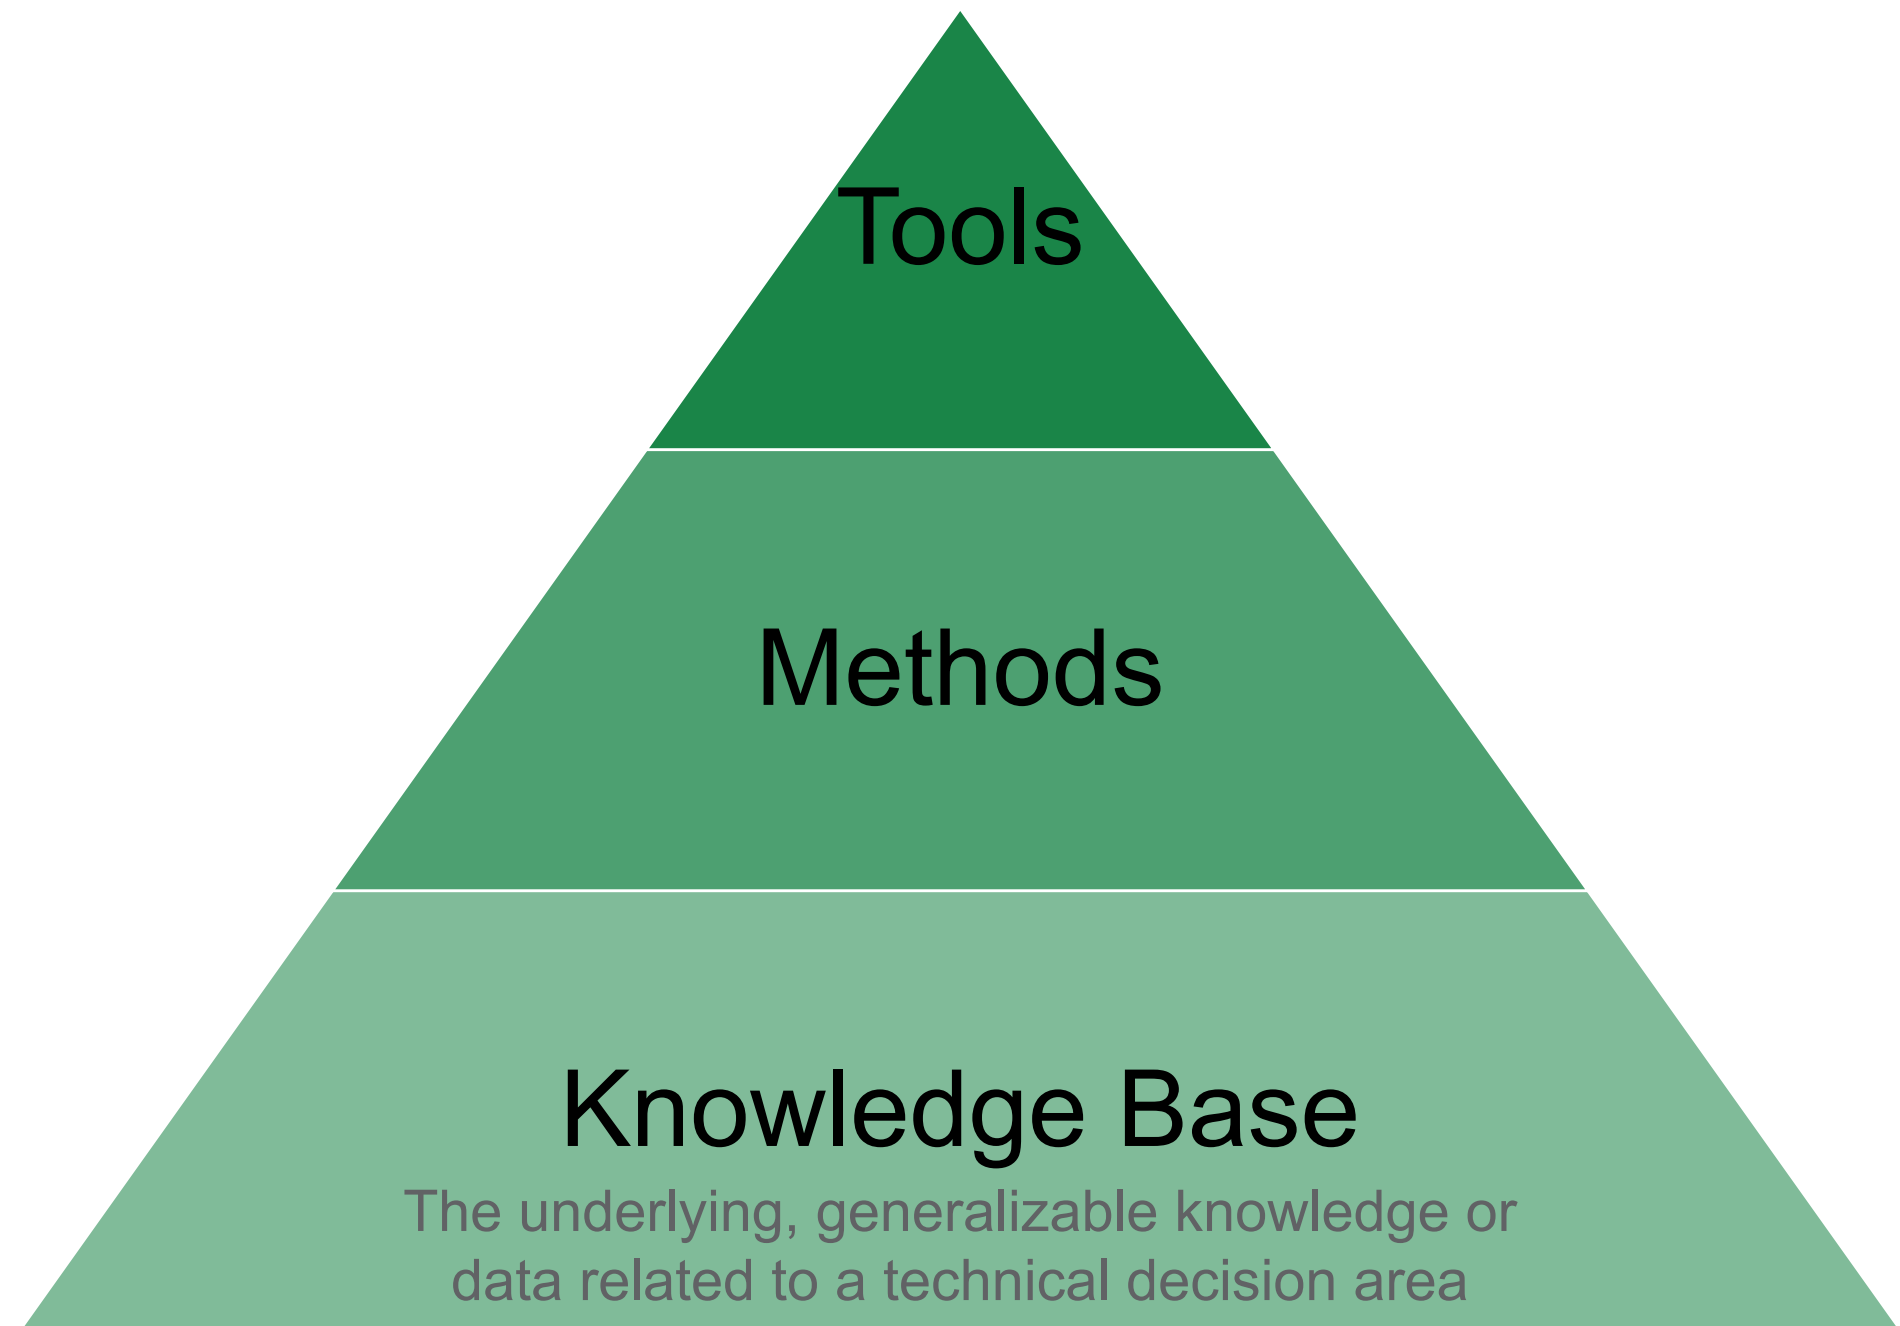 Tools
Methods
Knowledge Base
The underlying, generalizable knowledge or
data related to a technical decision area